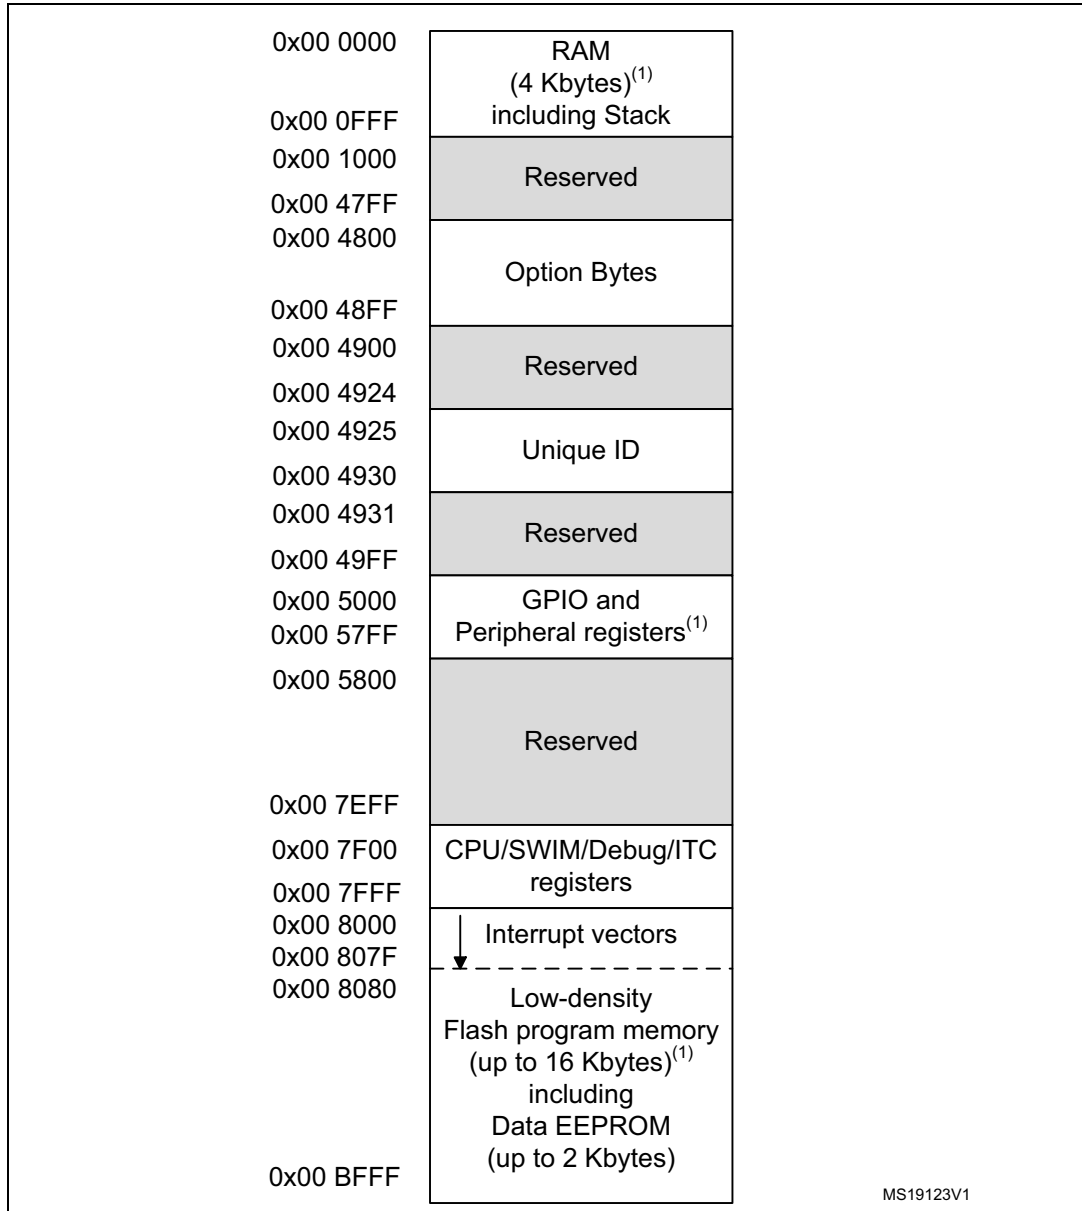 0x00 0000
RAM
(4 Kbytes)(1)
including Stack
0x00 0FFF
0x00 1000
Reserved
0x00 47FF
0x00 4800
Option Bytes
0x00 48FF
0x00 4900
Reserved
0x00 4924
0x00 4925
Unique ID
0x00 4930
0x00 4931
Reserved
0x00 49FF
0x00 5000
GPIO and
Peripheral registers(1)
0x00 57FF
0x00 5800
Reserved
0x00 7EFF
0x00 7F00
CPU/SWIM/Debug/ITC
registers
0x00 7FFF
0x00 8000
Interrupt vectors
0x00 807F
0x00 8080
Low-density
Flash program memory
(up to 16 Kbytes)(1)
including
Data EEPROM
(up to 2 Kbytes)
0x00 BFFF
MS19123V1